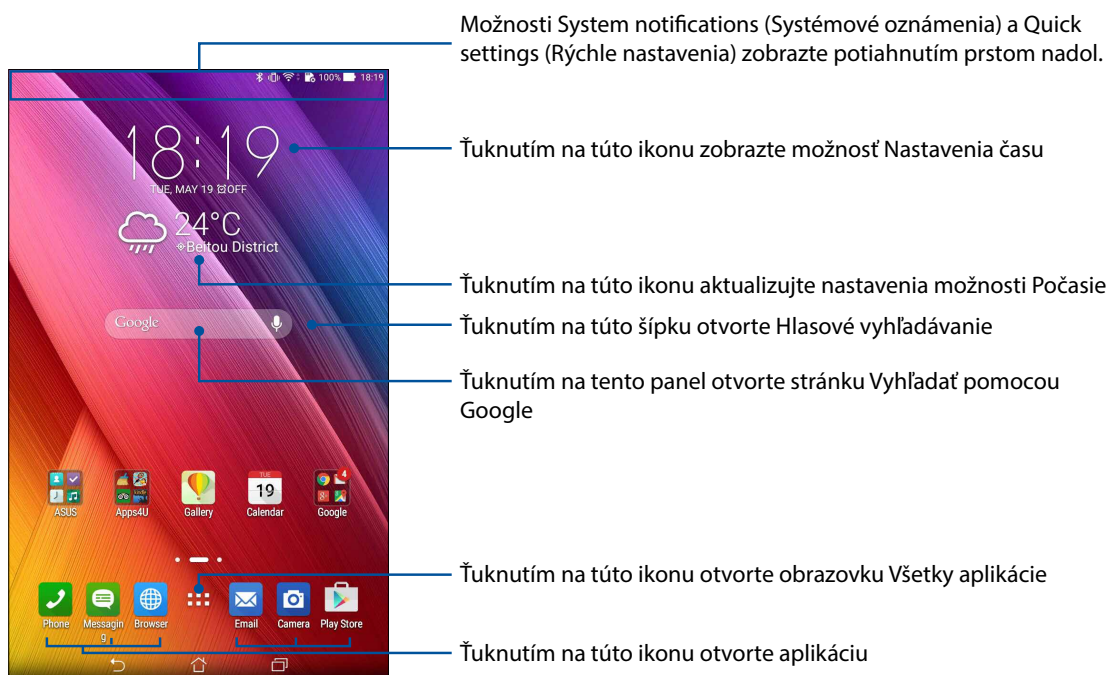 Možnosti System notifications (Systémové oznámenia) a Quick
settings (Rýchle nastavenia) zobrazte potiahnutím prstom nadol.
100% 18:19
18:19
TUE, MAY 19 OFF
Ťuknutím na túto ikonu zobrazte možnosť Nastavenia času
24°C
Beitou District
Ťuknutím na túto ikonu aktualizujte nastavenia možnosti Počasie
Google
Ťuknutím na túto šípku otvorte Hlasové vyhľadávanie
Ťuknutím na tento panel otvorte stránku Vyhľadať pomocou
Google
TUE
19
4
ASUS Apps4U Gallery Calendar Google
Ťuknutím na túto ikonu otvorte obrazovku Všetky aplikácie
Phone Messagin Browser Email Camera Play Store
g
Ťuknutím na túto ikonu otvorte aplikáciu